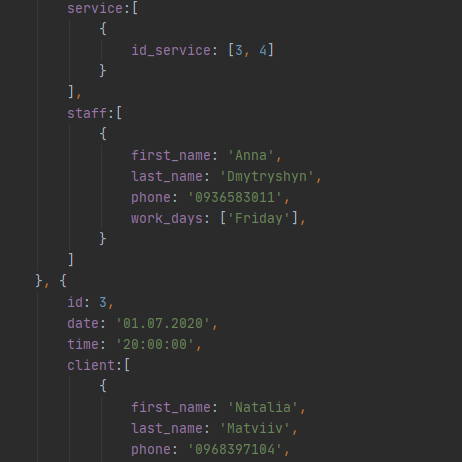 service:[
{
id_service: [3, 4]
}
],
staff:[
{
first_name: 'Anna',
last_name: 'Dmytryshyn',
phone: '0936583011',
work_days: ['Friday'],
}
]
}, {
id: 3,
date: '01.07.2020',
time: '20:00:00',
client:[
{
first_name: 'Natalia',
last_name: 'Matviiv',
phone: '0968397104',